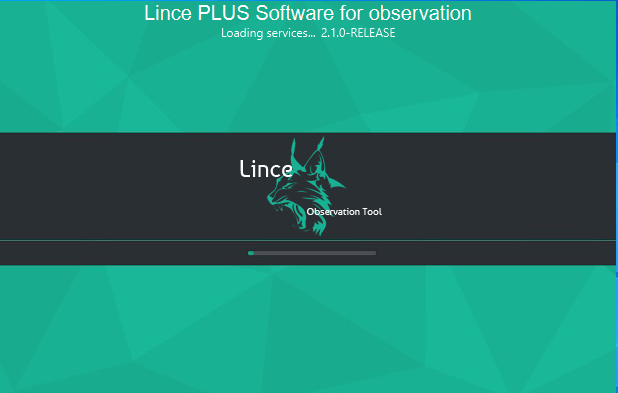 Lince PLUS Software for observation
Loading services... 2.1.0-RELEASE
Lince
Observation Tool